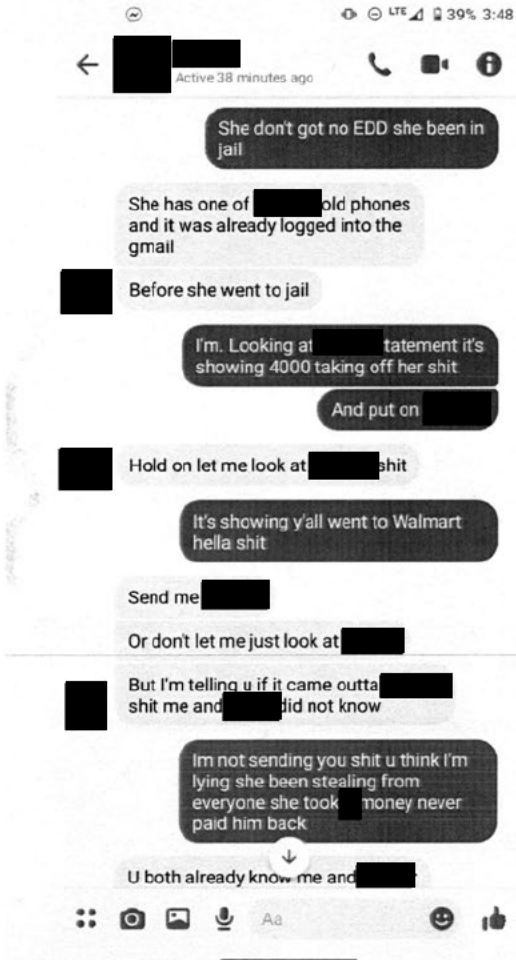 LTE 39% 3:48
Active 38 minutes ago
She don't got no EDD she been in
jail
She has one of old phones
and it was already logged into the
gmail
Before she went to jail
I'm. Looking at tatement it's
showing 4000 taking off her shit
And put on
Hold on let me look at shit
It's showing y'all went to Walmart
hella shit
Send me
Or don't let me just look at
But I'm telling u if it came outta
shit me and did not know
Im not sending you shit u think I'm
lying she been stealing from
everyone she took money never
paid him back
U both already know me and
Aa